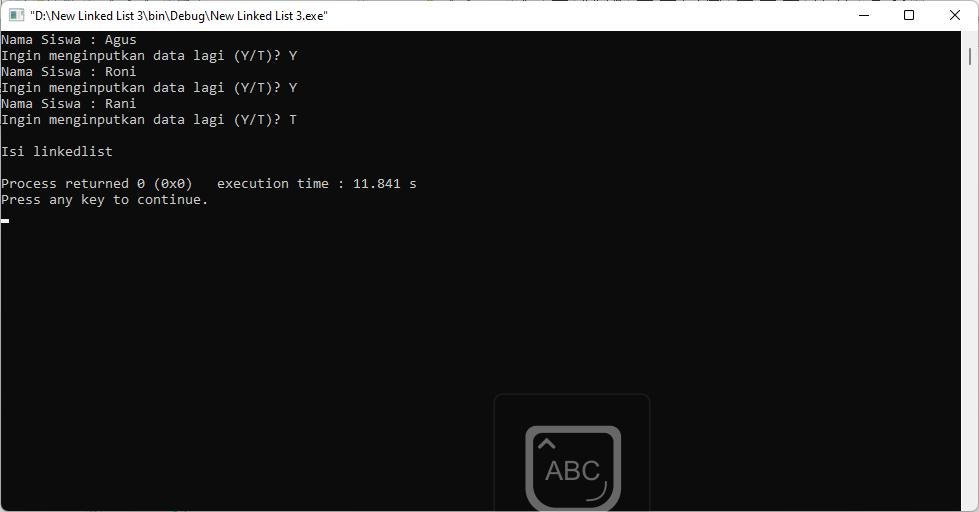 "D:\New Linked List 3\bin\Debug\New Linked List 3.exe"
Nama Siswa : Agus
Ingin menginputkan data lagi (Y/T)? Y
Nama Siswa : Roni
Ingin menginputkan data lagi (Y/T)? Y
Nama Siswa : Rani
Ingin menginputkan data lagi (Y/T)? T
Isi linkedlist
Process returned 0 (0x0)   execution time : 11.841 s
Press any key to continue.
ABC